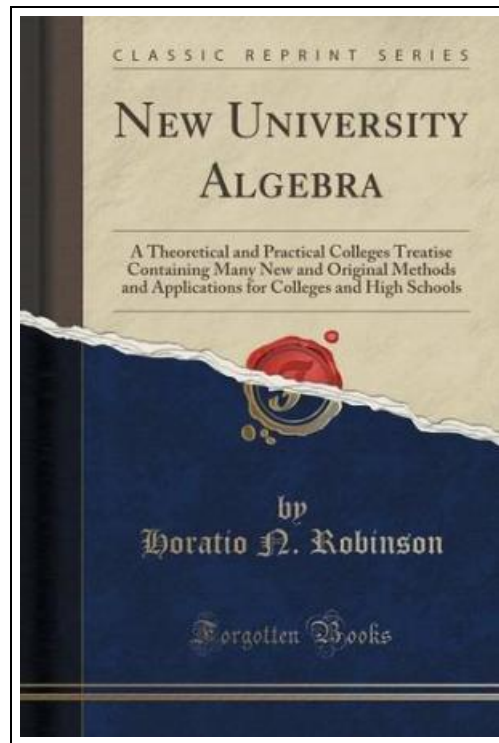 CLASSIC REPRINT SERIES
NEW UNIVERSITY
ALGEBRA
A Theoretical and Practical Colleges Treatise
Containing Many New and Original Methods
and Applications for Colleges and High Schools
F
by
Horatio N. Robinson
Forgotten Books